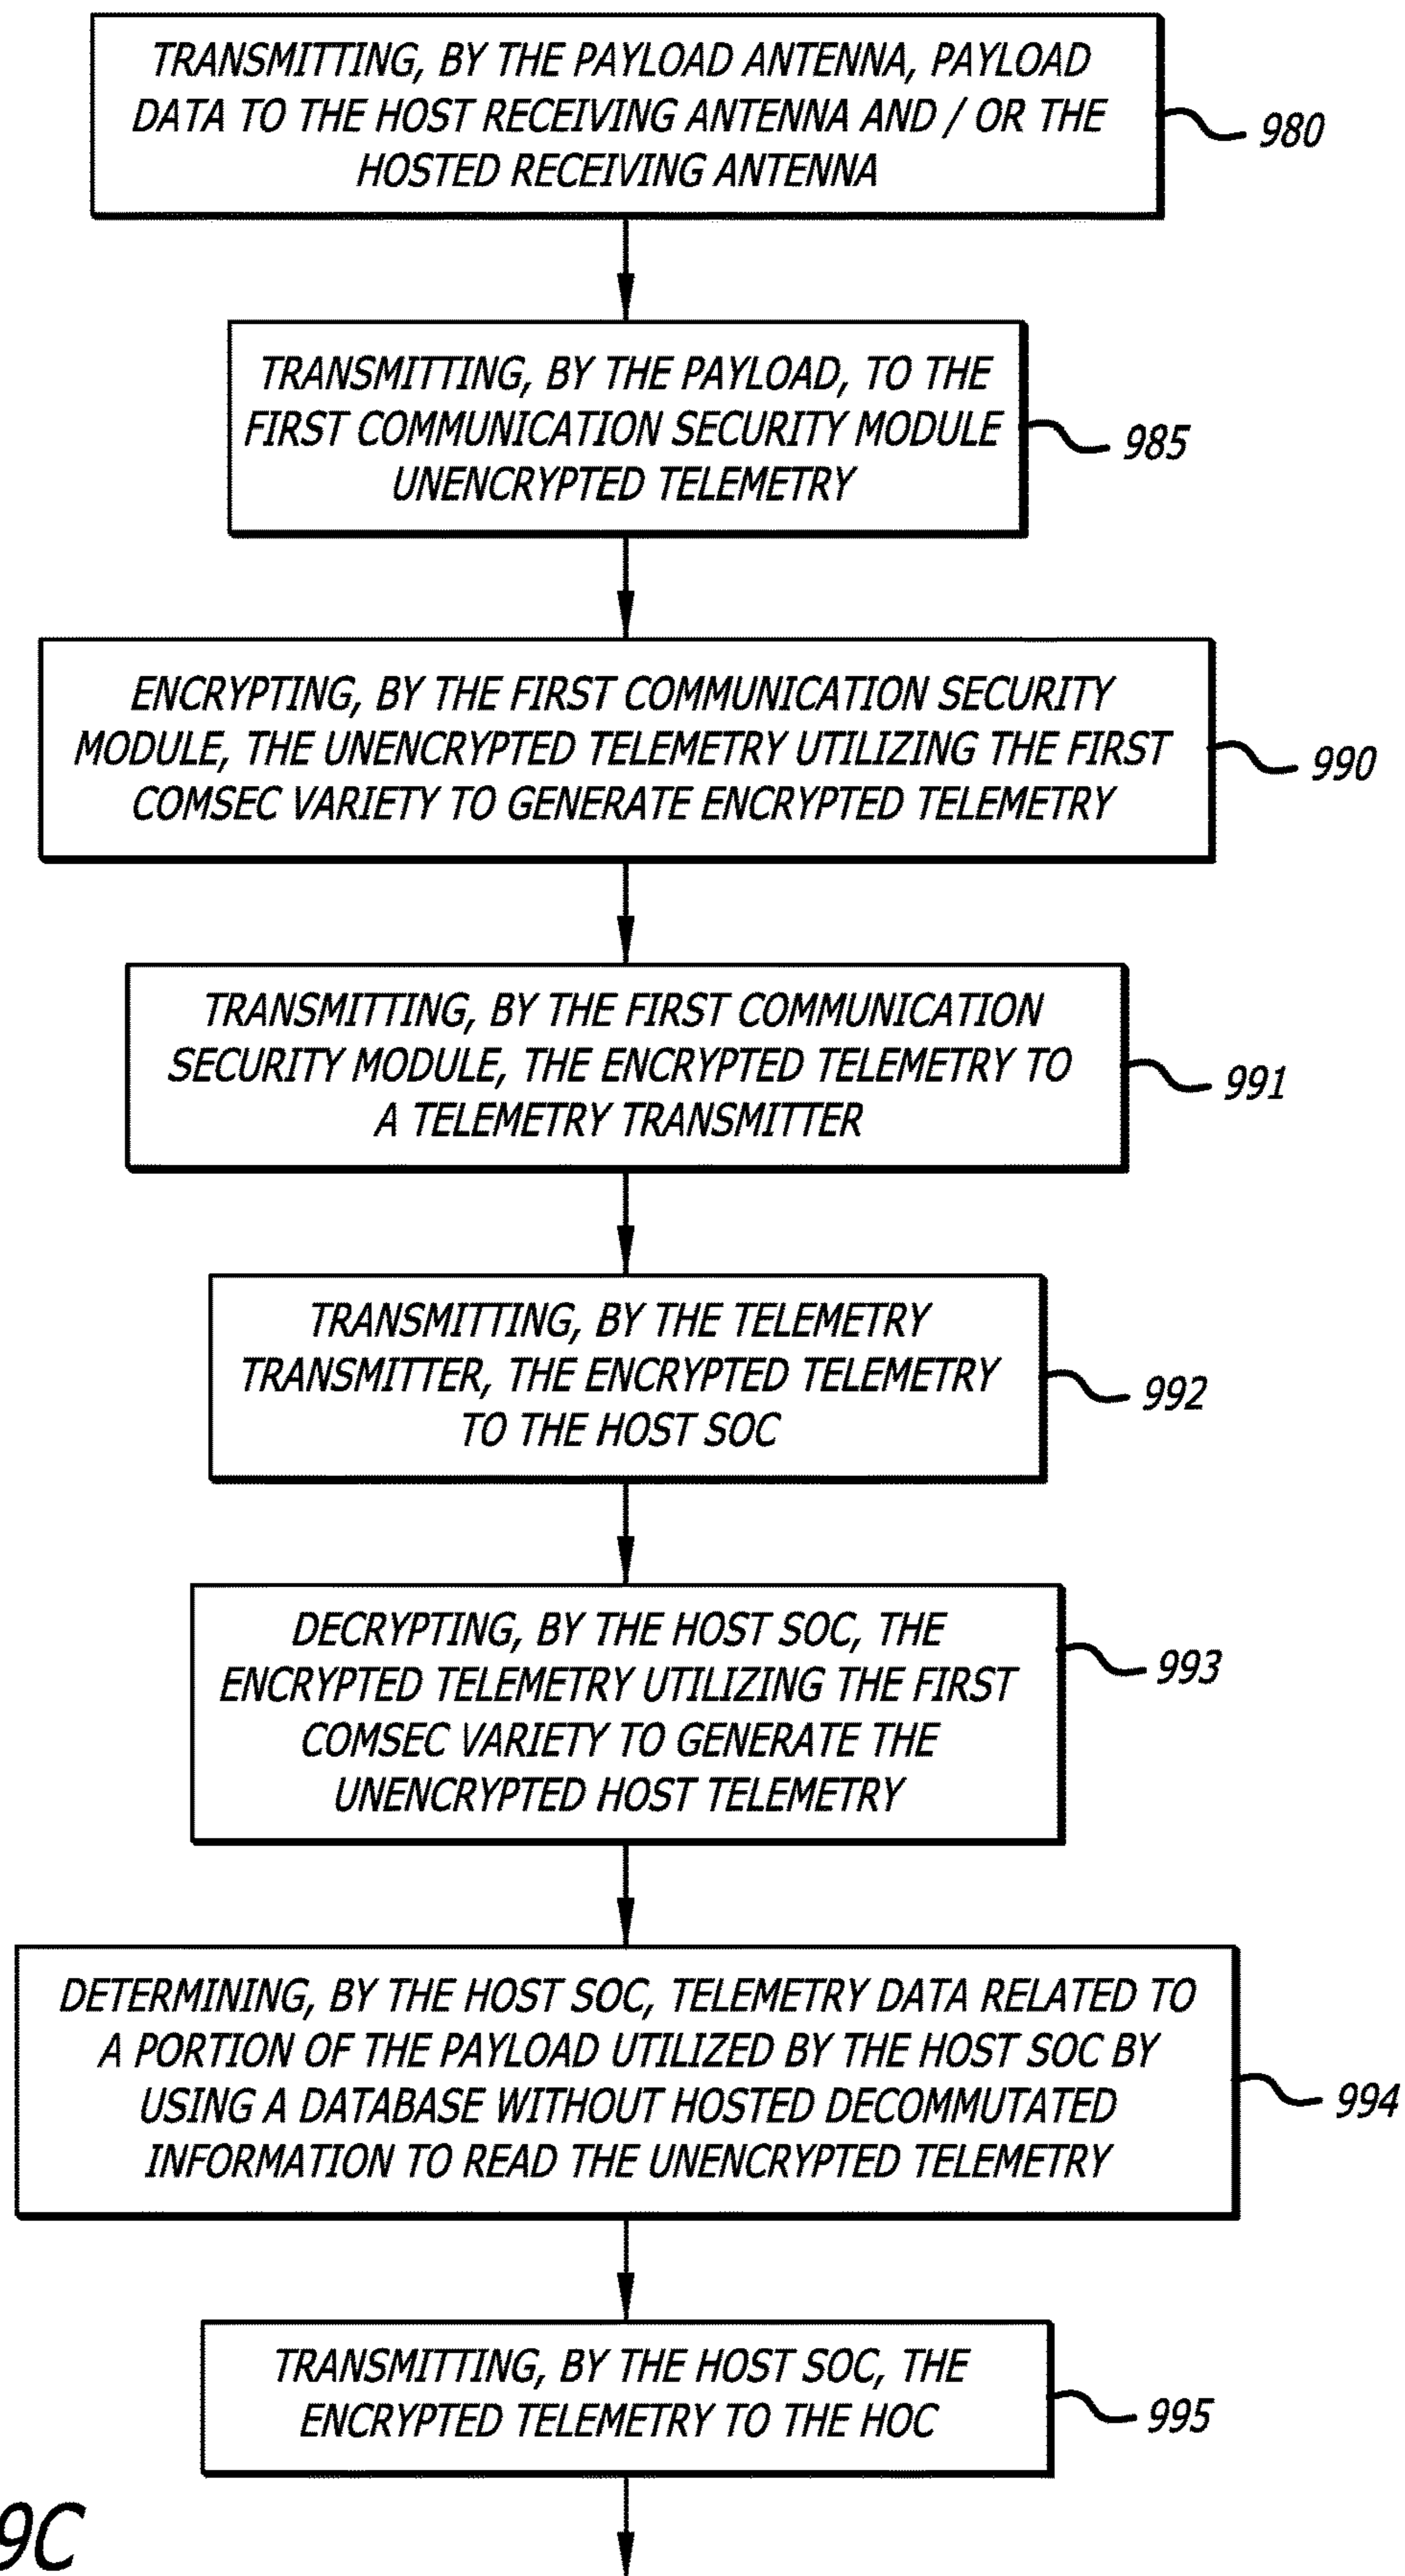 TRANSMITTING, BY THE PAYLOAD ANTENNA, PAYLOAD
DATA TO THE HOST RECEIVING ANTENNA AND / OR THE
HOSTED RECEIVING ANTENNA
980
TRANSMITTING, BY THE PAYLOAD, TO THE
FIRST COMMUNICATION SECURITY MODULE
UNENCRYPTED TELEMETRY
985
ENCRYPTING, BY THE FIRST COMMUNICATION SECURITY
MODULE, THE UNENCRYPTED TELEMETRY UTILIZING THE FIRST
COMSEC VARIETY TO GENERATE ENCRYPTED TELEMETRY
990
TRANSMITTING, BY THE FIRST COMMUNICATION
SECURITY MODULE, THE ENCRYPTED TELEMETRY TO
A TELEMETRY TRANSMITTER
991
TRANSMITTING, BY THE TELEMETRY
TRANSMITTER, THE ENCRYPTED TELEMETRY
TO THE HOST SOC
992
DECRYPTING, BY THE HOST SOC, THE
ENCRYPTED TELEMETRY UTILIZING THE FIRST
COMSEC VARIETY TO GENERATE THE
UNENCRYPTED HOST TELEMETRY
993
DETERMINING, BY THE HOST SOC, TELEMETRY DATA RELATED TO
A PORTION OF THE PAYLOAD UTILIZED BY THE HOST SOC BY
USING A DATABASE WITHOUT HOSTED DECOMMUTATED
INFORMATION TO READ THE UNENCRYPTED TELEMETRY
994
TRANSMITTING, BY THE HOST SOC, THE
ENCRYPTED TELEMETRY TO THE HOC
995
9C